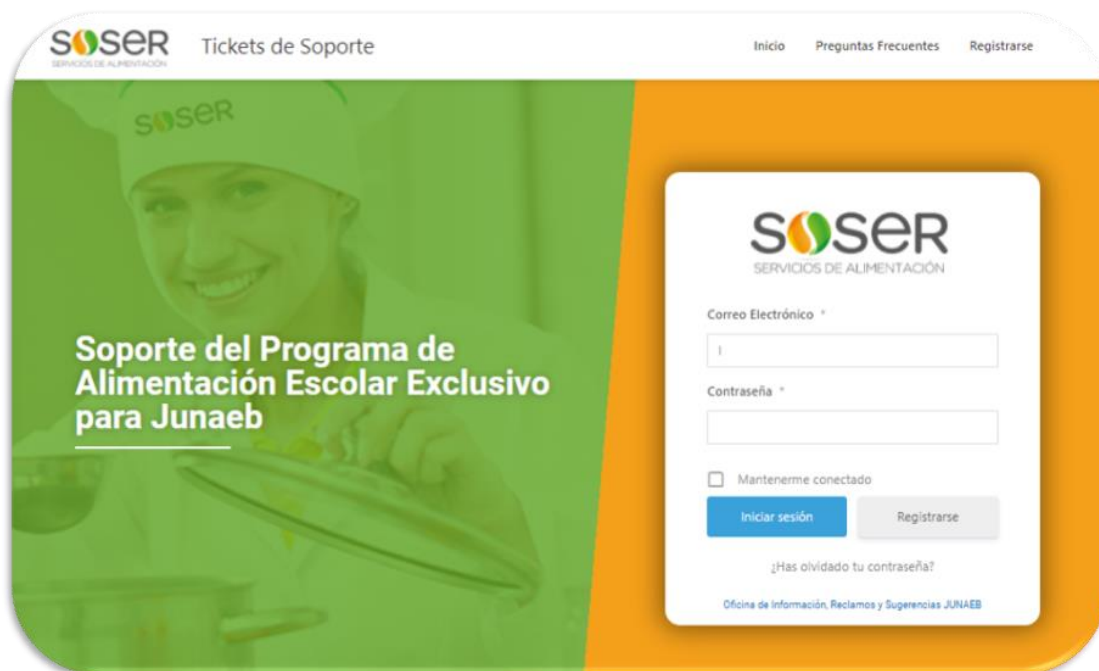 SOSER
SERVICIOS DE ALIMENTACIÓN
Tickets de Soporte
Inicio
Preguntas Frecuentes
Registrarse
SOSER
Soporte del Programa de
Alimentación Escolar Exclusivo
para Junaeb
SOSER
SERVICIOS DE ALIMENTACIÓN
Correo Electrónico *
Contraseña *
Mantenerme conectado
Iniciar sesión
Registrarse
¿Has olvidado tu contraseña?
Oficina de Información, Reclamos y Sugerencias JUNAEB